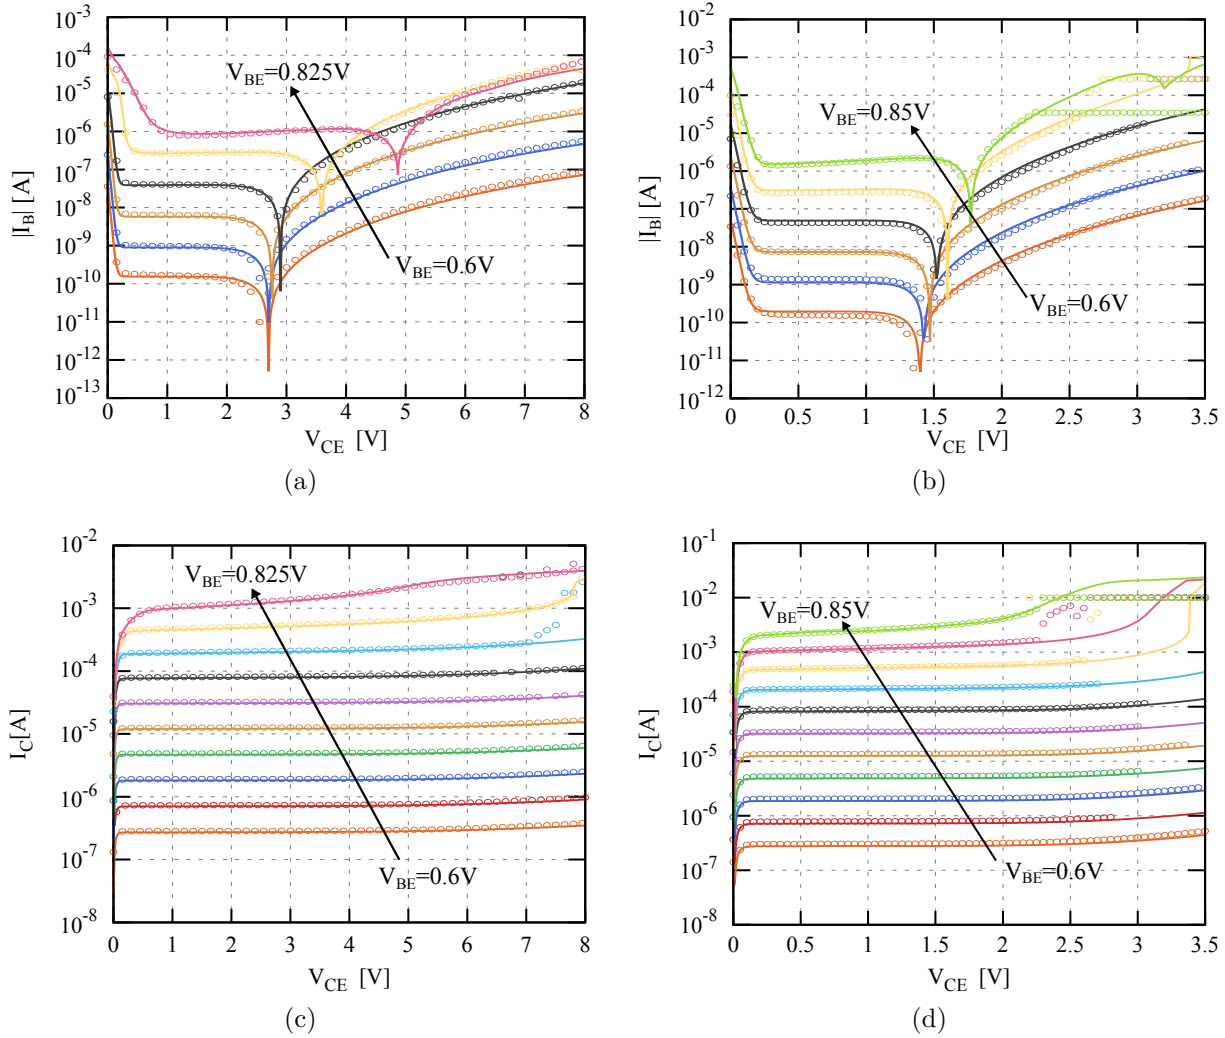 10^-3
10^-4
10^-5
10^-6
10^-7
10^-8
10^-9
10^-10
10^-11
10^-12
10^-13
|I_B| [A]
V_BE=0.825V
V_BE=0.6V
0 1 2 3 4 5 6 7 8
V_CE [V]
(a)
10^-2
10^-3
10^-4
10^-5
10^-6
10^-7
10^-8
10^-9
10^-10
10^-11
10^-12
|I_B| [A]
V_BE=0.85V
V_BE=0.6V
0 0.5 1 1.5 2 2.5 3 3.5
V_CE [V]
(b)
10^-2
10^-3
10^-4
10^-5
10^-6
10^-7
10^-8
I_C[A]
V_BE=0.825V
V_BE=0.6V
0 1 2 3 4 5 6 7 8
V_CE [V]
(c)
10^-1
10^-2
10^-3
10^-4
10^-5
10^-6
10^-7
10^-8
I_C[A]
V_BE=0.85V
V_BE=0.6V
0 0.5 1 1.5 2 2.5 3 3.5
V_CE [V]
(d)